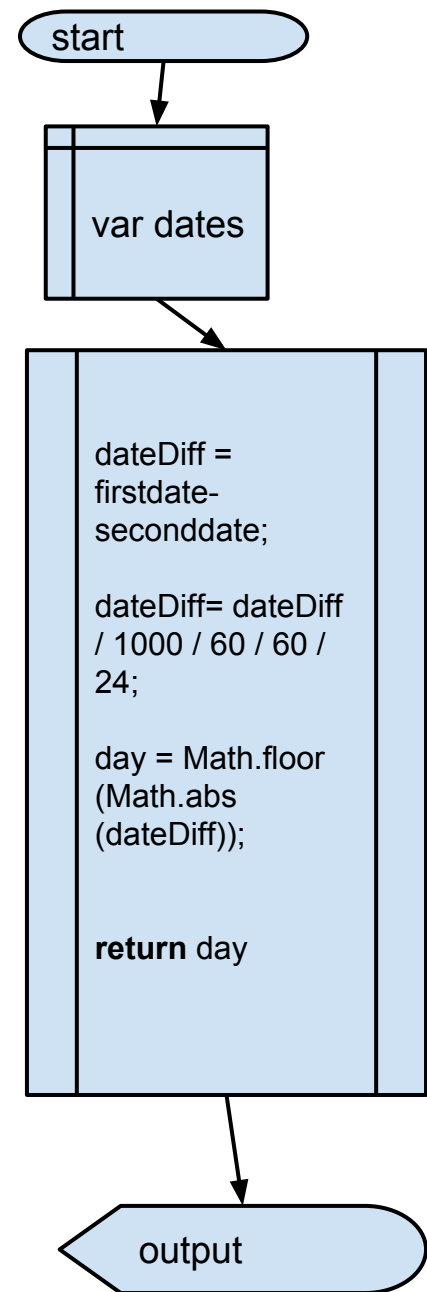 start
var dates
dateDiff =
firstdate-
seconddate;
dateDiff= dateDiff
/ 1000 / 60 / 60 /
24;
day = Math.floor
(Math.abs
(dateDiff));
return day
output